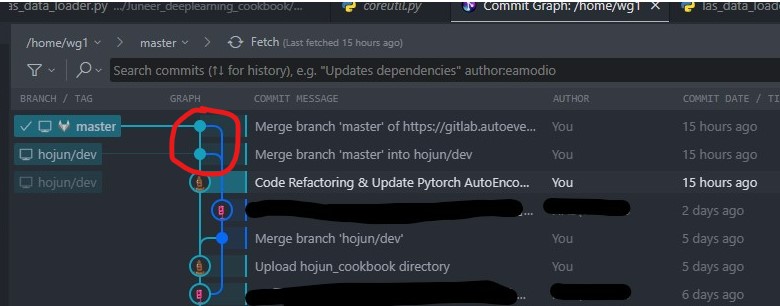 as_data_loader.py .../Juneer_deeplearning_cookbook/... coreutil.py Commit Graph: /home/wg1 las_data_load
/home/wg1 master Fetch (Last fetched 15 hours ago)
Search commits (↑↓ for history), e.g. "Updates dependencies" author:eamodio
BRANCH / TAG GRAPH COMMIT MESSAGE AUTHOR COMMIT DATE / TI
master Merge branch 'master' of https://gitlab.autoeve... You 15 hours ago
hojun/dev Merge branch 'master' into hojun/dev You 15 hours ago
hojun/dev Code Refactoring & Update Pytorch AutoEnco... You 15 hours ago
... 2 days ago
Merge branch 'hojun/dev' You 5 days ago
Upload hojun_cookbook directory You 5 days ago
... 6 days ago